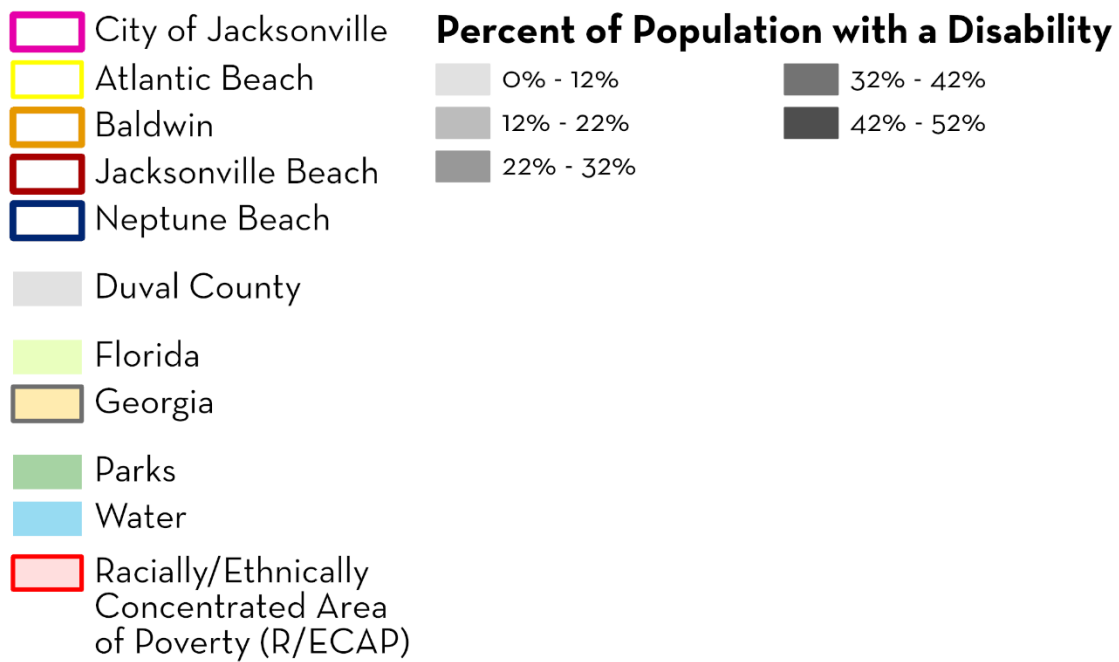 City of Jacksonville
Atlantic Beach
Baldwin
Jacksonville Beach
Neptune Beach
Duval County
Florida
Georgia
Parks
Water
Racially/Ethnically
Concentrated Area
of Poverty (R/ECAP)
Percent of Population with a Disability
0% - 12%
12% - 22%
22% - 32%
32% - 42%
42% - 52%